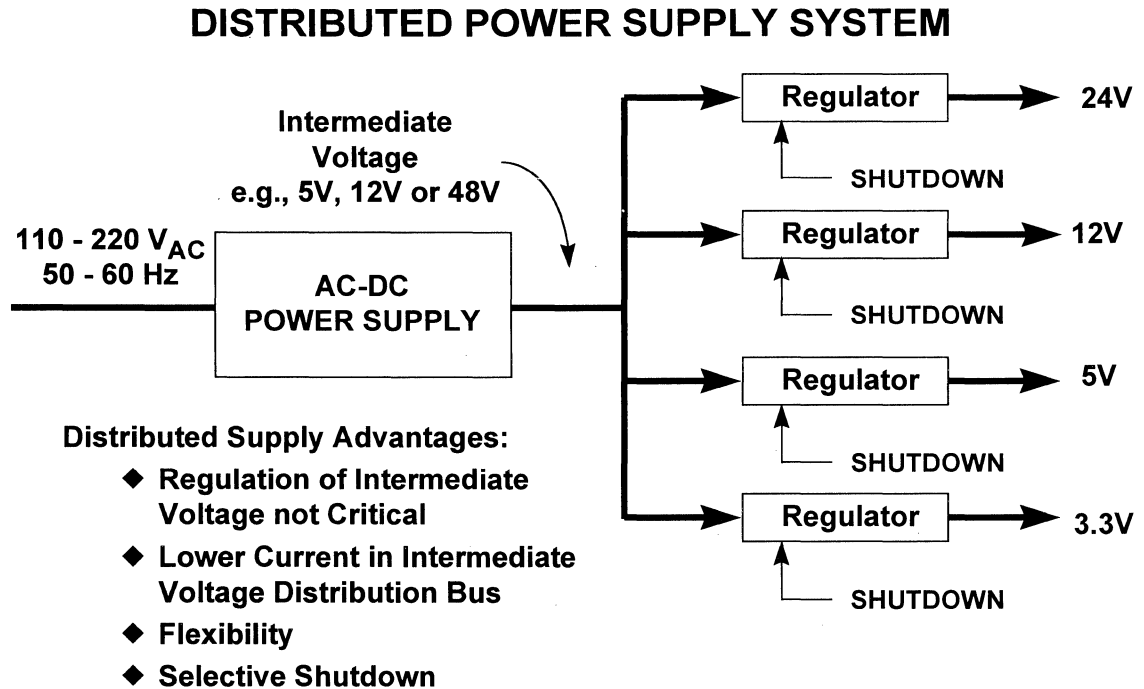 DISTRIBUTED POWER SUPPLY SYSTEM
Intermediate
Voltage
e.g., 5V, 12V or 48V
110 - 220 VAC
50 - 60 Hz
AC-DC
POWER SUPPLY
Regulator
24V
SHUTDOWN
Regulator
12V
SHUTDOWN
Regulator
5V
SHUTDOWN
Regulator
3.3V
SHUTDOWN
Distributed Supply Advantages:
◆ Regulation of Intermediate
Voltage not Critical
◆ Lower Current in Intermediate
Voltage Distribution Bus
◆ Flexibility
◆ Selective Shutdown